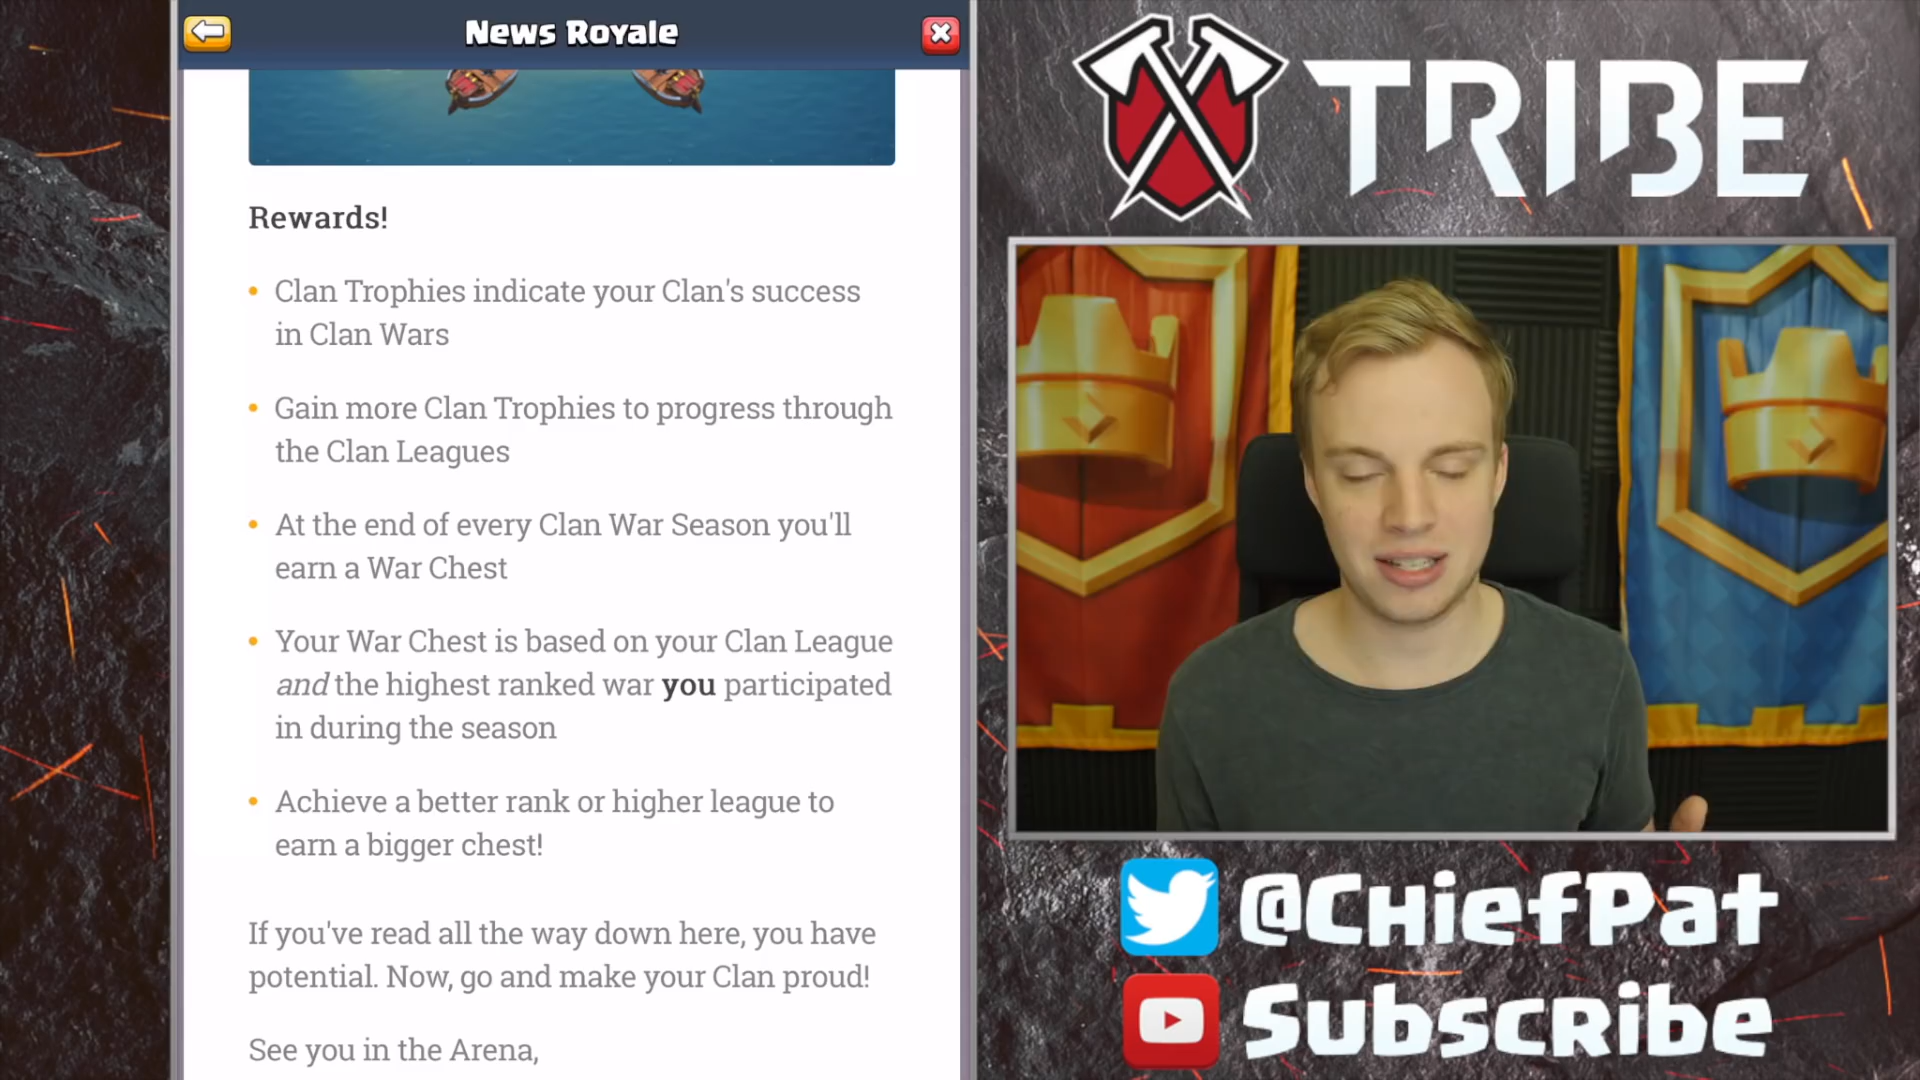 News Royale
TRIBE
Rewards!
Clan Trophies indicate your Clan's success
in Clan Wars
Gain more Clan Trophies to progress through
the Clan Leagues
At the end of every Clan War Season you'll
earn a War Chest
Your War Chest is based on your Clan League
and the highest ranked war you participated
in during the season
Achieve a better rank or higher league to
earn a bigger chest!
If you've read all the way down here, you have
potential. Now, go and make your Clan proud!
See you in the Arena,
@ChiefPat
Subscribe